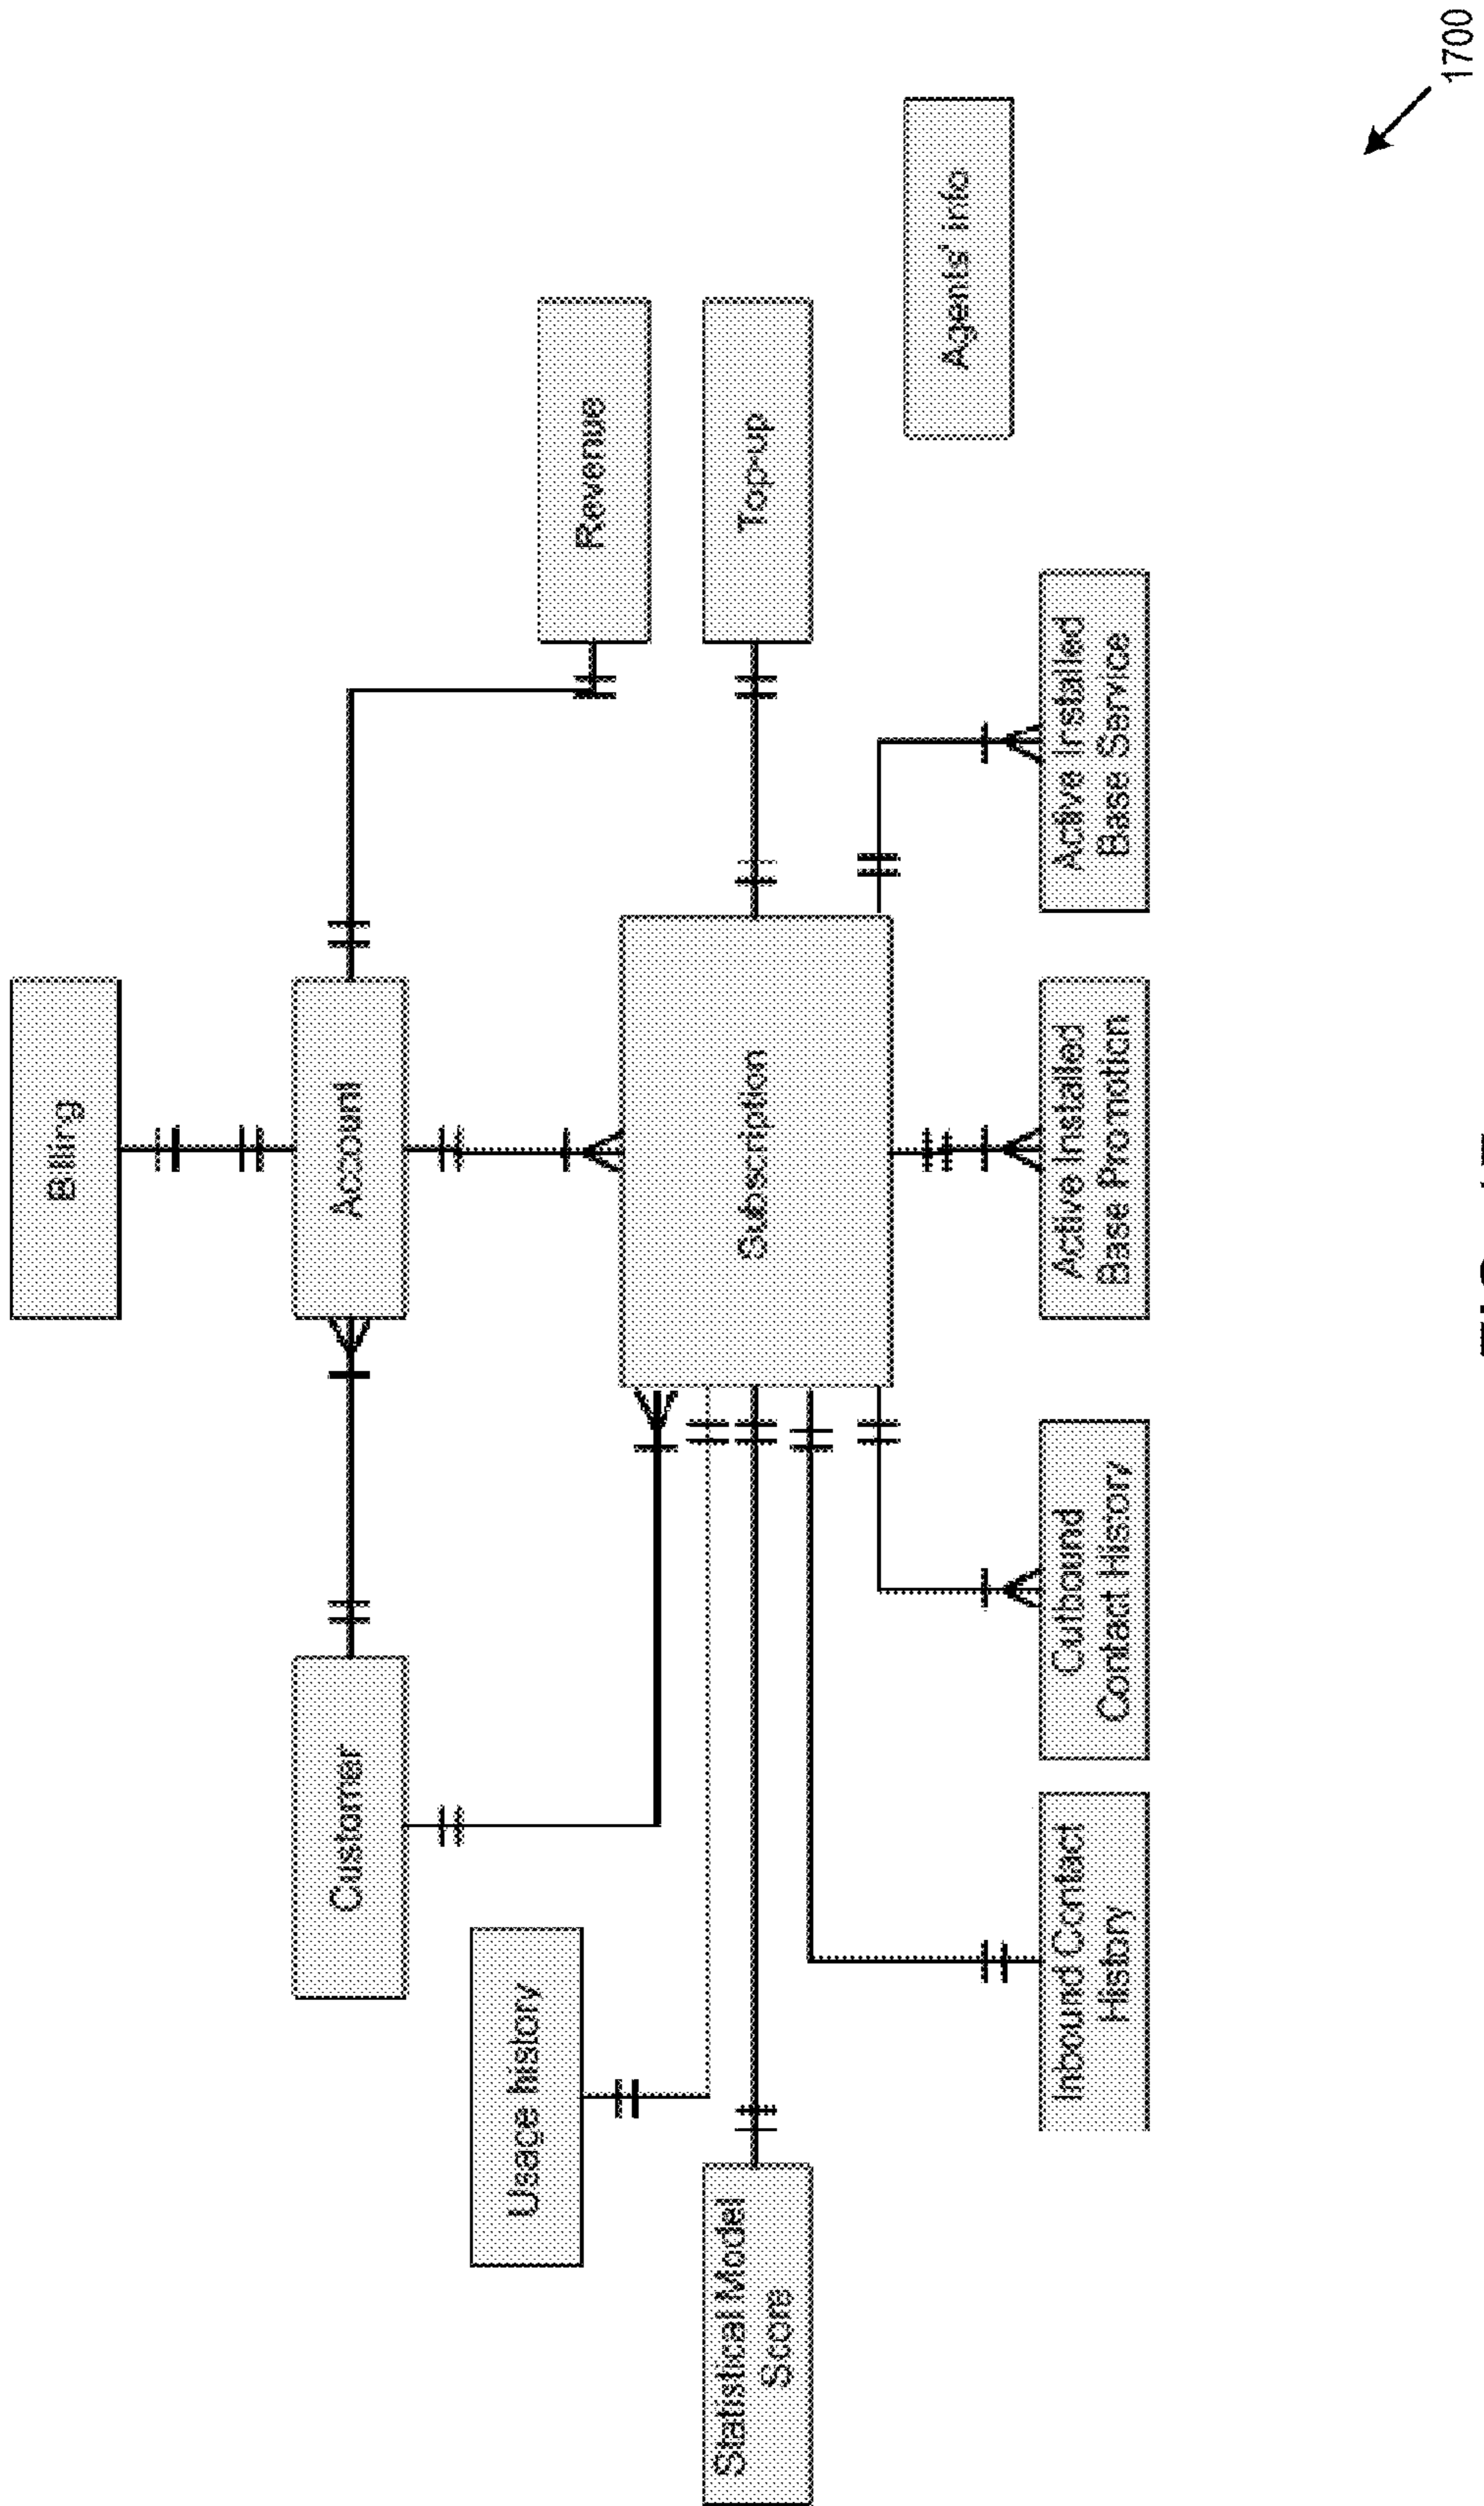 Billing
Customer
Account
Usage history
Revenue
Statistical Model
Score
Subscription
Top-up
Agents' info
Inbound Contact
History
Outbound
Contact History
Active Installed
Base Promotion
Active Installed
Base Service
1700